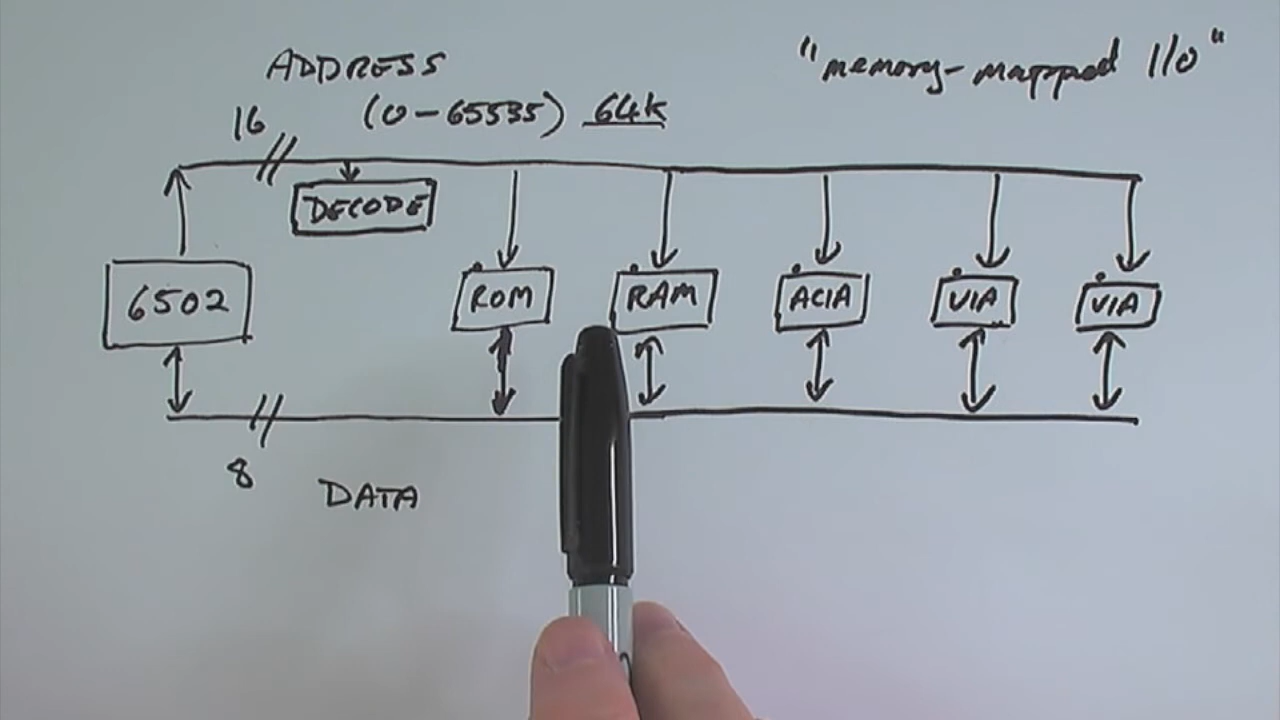 ADDRESS
"memory-mapped I/O"
16
(0-65535) 64k
DECODE
6502
ROM
RAM
ACIA
VIA
VIA
8
DATA